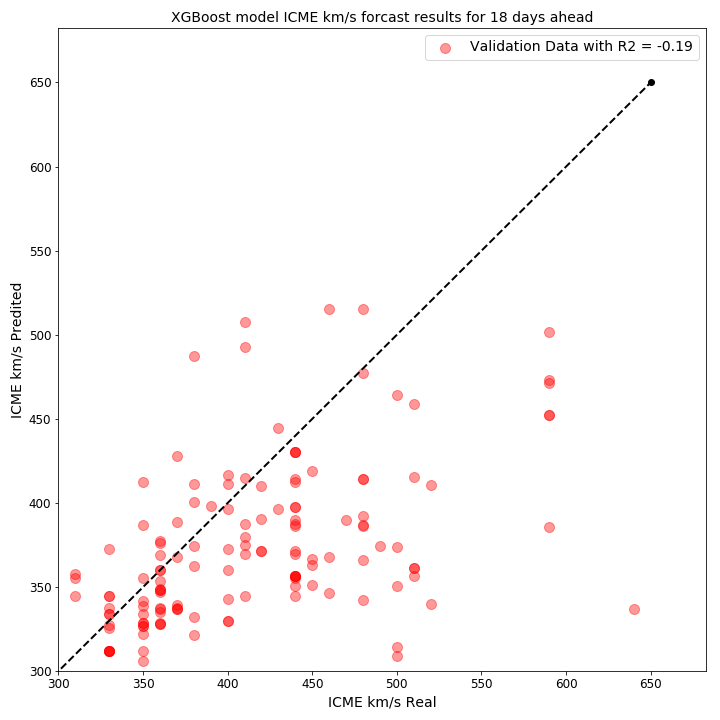 XGBoost model ICME km/s forcast results for 18 days ahead
Validation Data with R2 = -0.19
ICME km/s Predited
650
600
550
500
450
400
350
300
300 350 400 450 500 550 600 650
ICME km/s Real